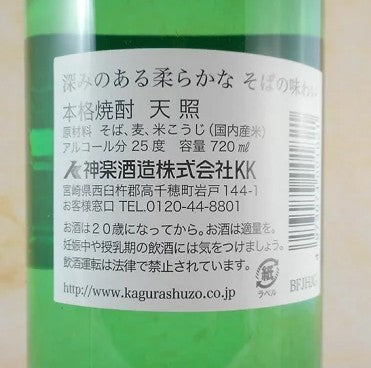 深みのある柔らかな そばの味わ
本格焼酎 天照
原材料 そば、麦、米こうじ(国内産米)
アルコール分25度 容量720㎖
神楽酒造株式会社KK
宮崎県西臼杵郡高千穂町岩戸144-1
お客様窓口 TEL.0120-44-8801
お酒は20歳になってから。お酒は適量を。
妊娠中や授乳期の飲酒には気をつけましょう。
飲酒運転は法律で禁止されています。
紙
ラベル
http://www.kagurashuzo.co.jp